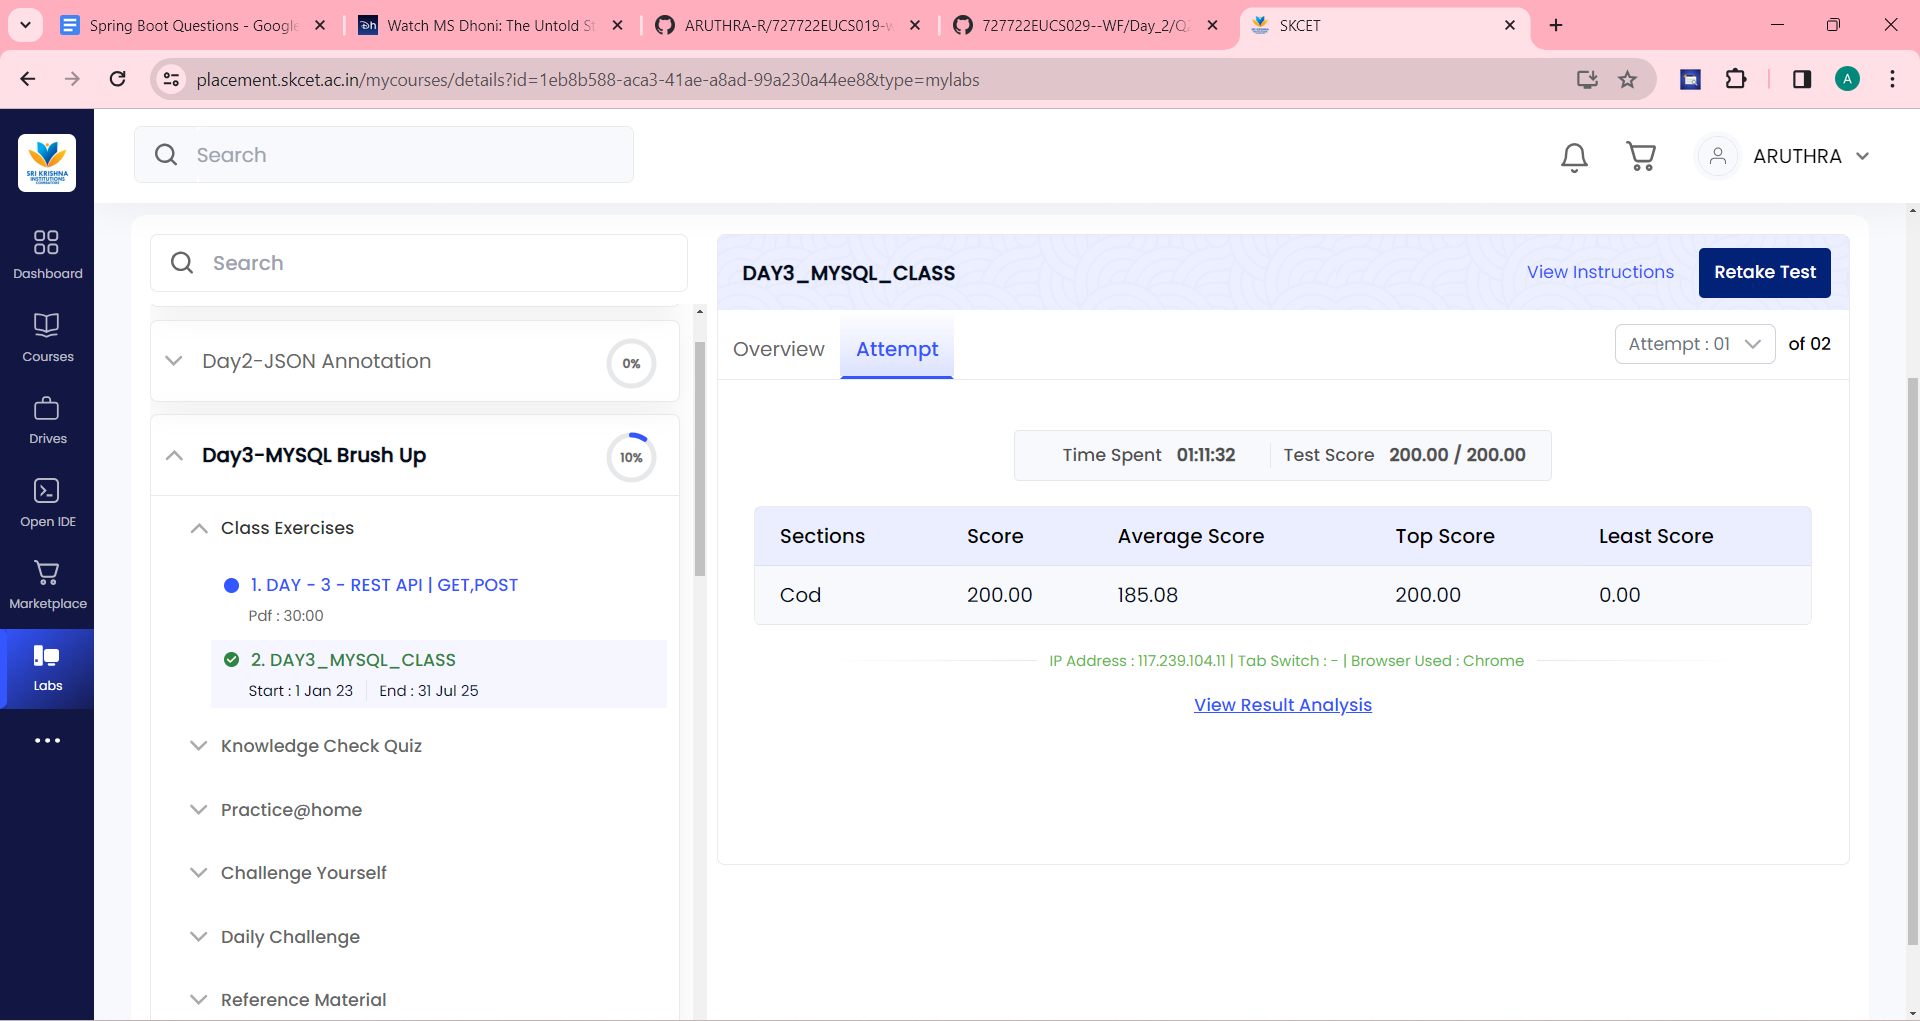 Spring Boot Questions - Google
Watch MS Dhoni: The Untold St
ARUTHRA-R/727722EUCS019-w
727722EUCS029--WF/Day_2/Q2
SKCET
placement.skcet.ac.in/mycourses/details?id=1eb8b588-aca3-41ae-a8ad-99a230a44ee88&type=mylabs
A
SRI KRISHNA
INSTITUTIONS
Search
ARUTHRA
Dashboard
Courses
Drives
Open IDE
Marketplace
Labs
Search
Day2-JSON Annotation
0%
Day3-MYSQL Brush Up
10%
Class Exercises
1. DAY - 3 - REST API | GET,POST
Pdf : 30:00
2. DAY3_MYSQL_CLASS
Start : 1 Jan 23 End : 31 Jul 25
Knowledge Check Quiz
Practice@home
Challenge Yourself
Daily Challenge
Reference Material
DAY3_MYSQL_CLASS
View Instructions
Retake Test
Overview
Attempt
Attempt : 01
of 02
Time Spent 01:11:32 Test Score 200.00 / 200.00
Sections Score Average Score Top Score Least Score
Cod 200.00 185.08 200.00 0.00
IP Address : 117.239.104.11 | Tab Switch : - | Browser Used : Chrome
View Result Analysis